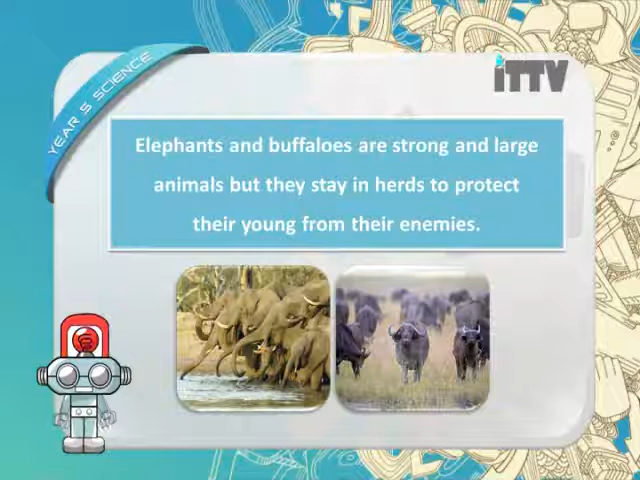 YEAR 5 SCIENCE
iTTV
Elephants and buffaloes are strong and large
animals but they stay in herds to protect
their young from their enemies.